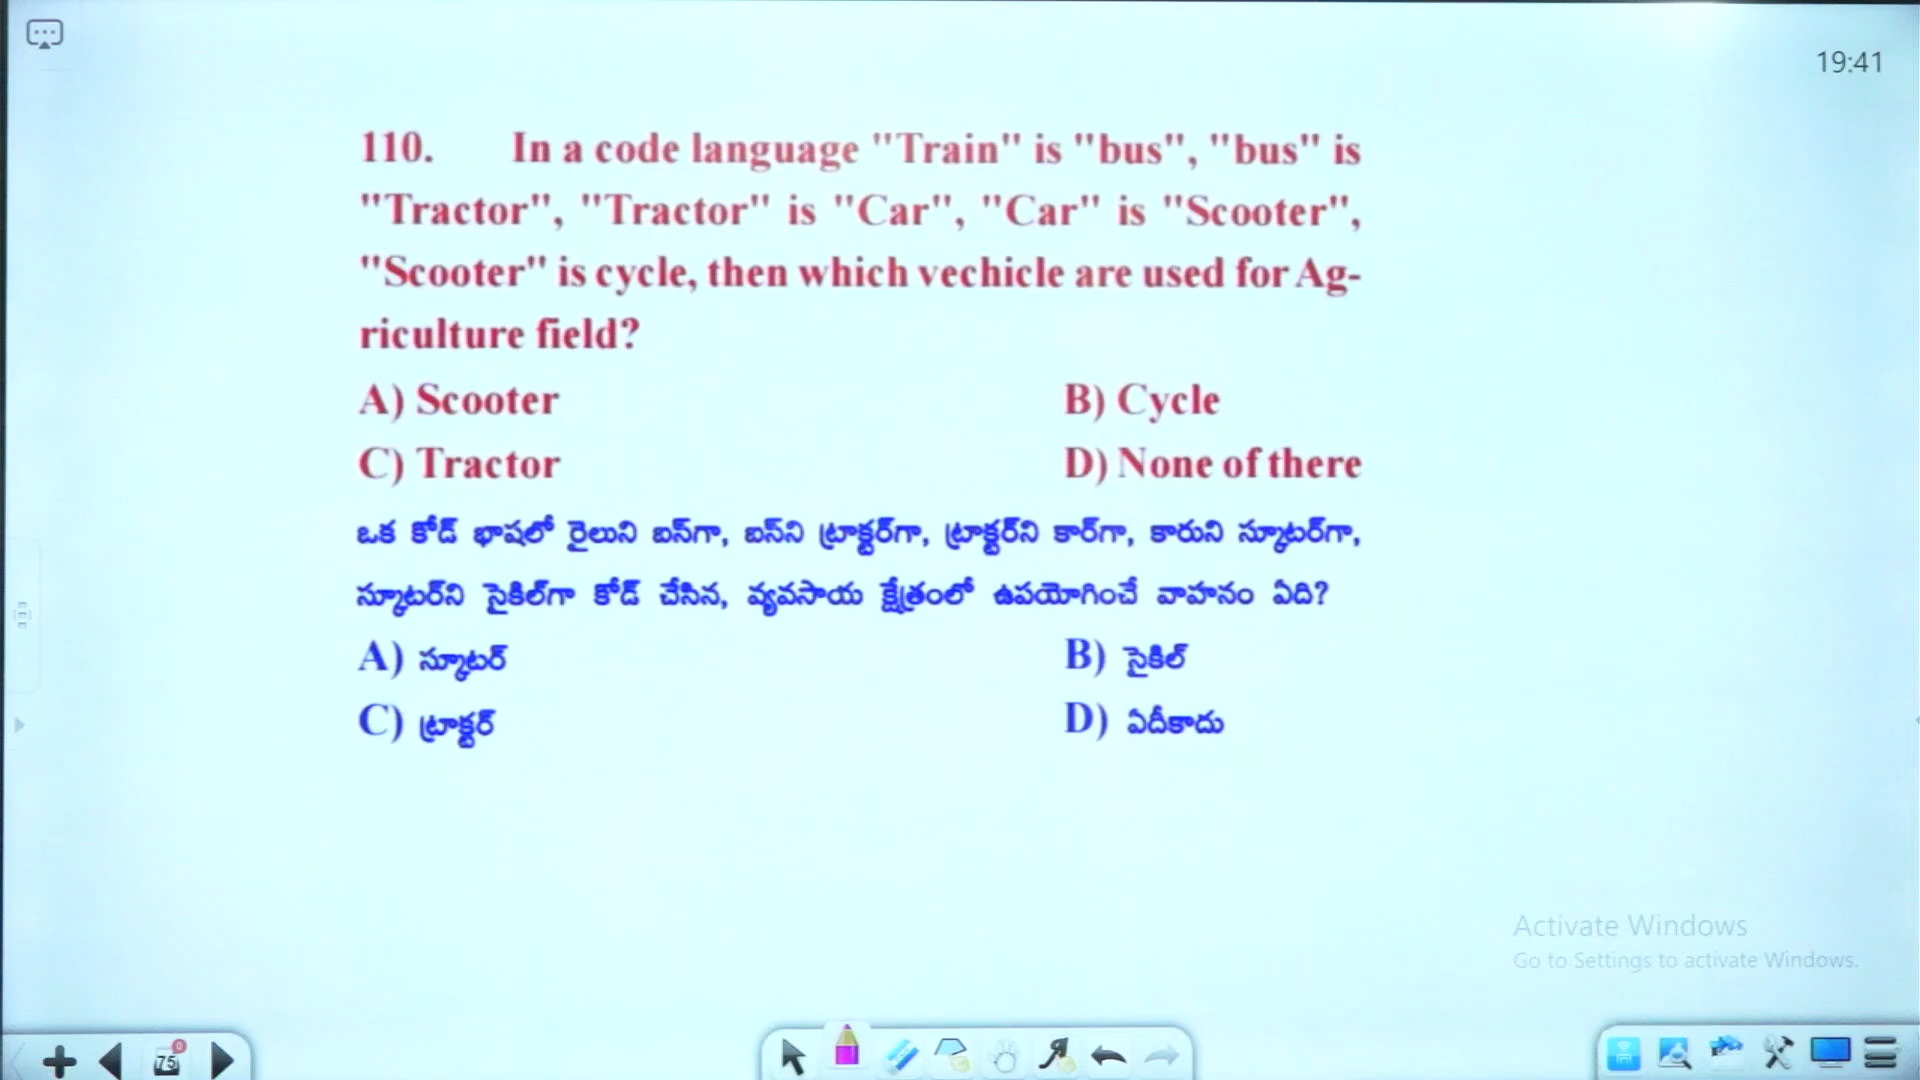 19:41
110. In a code language "Train" is "bus", "bus" is
"Tractor", "Tractor" is "Car", "Car" is "Scooter",
"Scooter" is cycle, then which vechicle are used for Ag-
riculture field?
A) Scooter B) Cycle
C) Tractor D) None of there
ఒక కోడ్ భాషలో రైలుని బస్‌గా, బస్‌ని ట్రాక్టర్‌గా, ట్రాక్టర్‌ని కార్‌గా, కారుని స్కూటర్‌గా,
స్కూటర్‌ని సైకిల్‌గా కోడ్ చేసిన, వ్యవసాయ క్షేత్రంలో ఉపయోగించే వాహనం ఏది?
A) స్కూటర్ B) సైకిల్
C) ట్రాక్టర్ D) ఏదీకాదు
Activate Windows
Go to Settings to activate Windows.
75 0